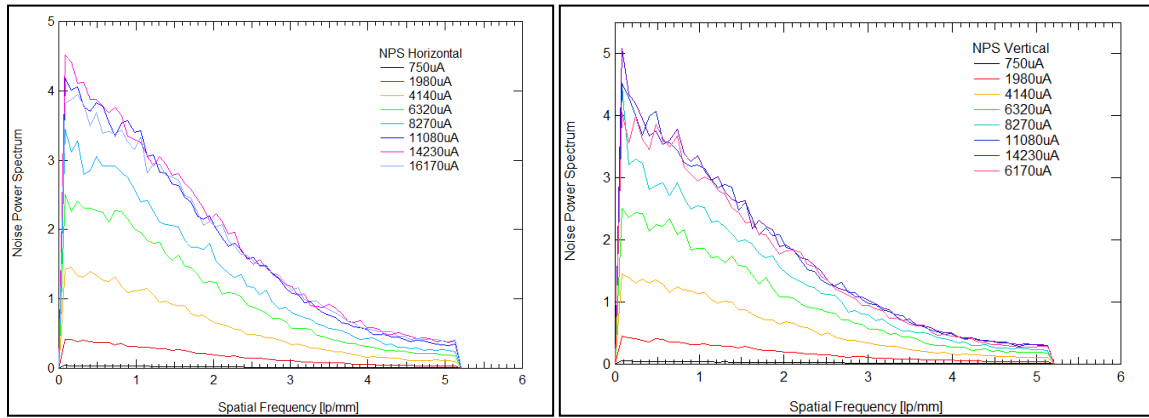 5
4
3
2
1
0
Noise Power Spectrum
NPS Horizontal
750uA
1980uA
4140uA
6320uA
8270uA
11080uA
14230uA
16170uA
0 1 2 3 4 5 6
Spatial Frequency [lp/mm]
5
4
3
2
1
0
Noise Power Spectrum
NPS Vertical
750uA
1980uA
4140uA
6320uA
8270uA
11080uA
14230uA
6170uA
0 1 2 3 4 5 6
Spatial Frequency [lp/mm]